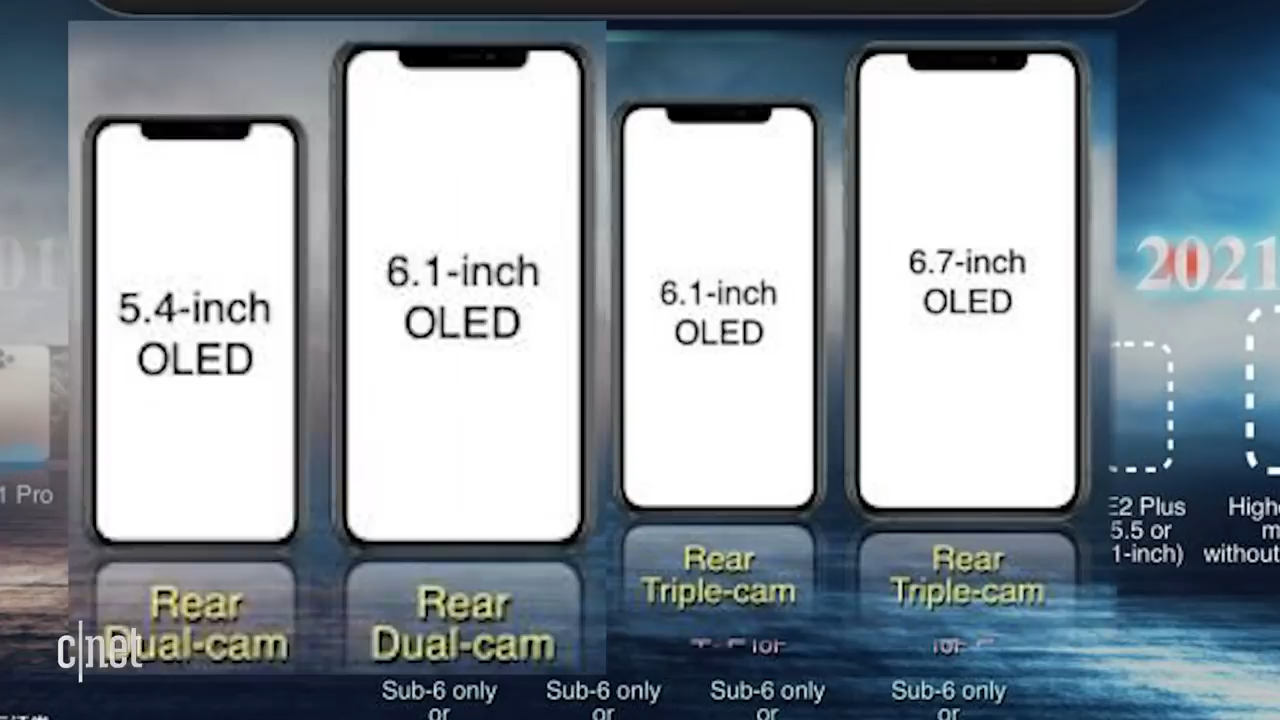 5.4-inch
OLED
6.1-inch
OLED
6.1-inch
OLED
6.7-inch
OLED
2021
1 Pro
E2 Plus
5.5 or
1-inch)
without
Rear
Dual-cam
Rear
Dual-cam
Rear
Triple-cam
Rear
Triple-cam
c|net
Sub-6 only
or
Sub-6 only
or
Sub-6 only
or
Sub-6 only
or